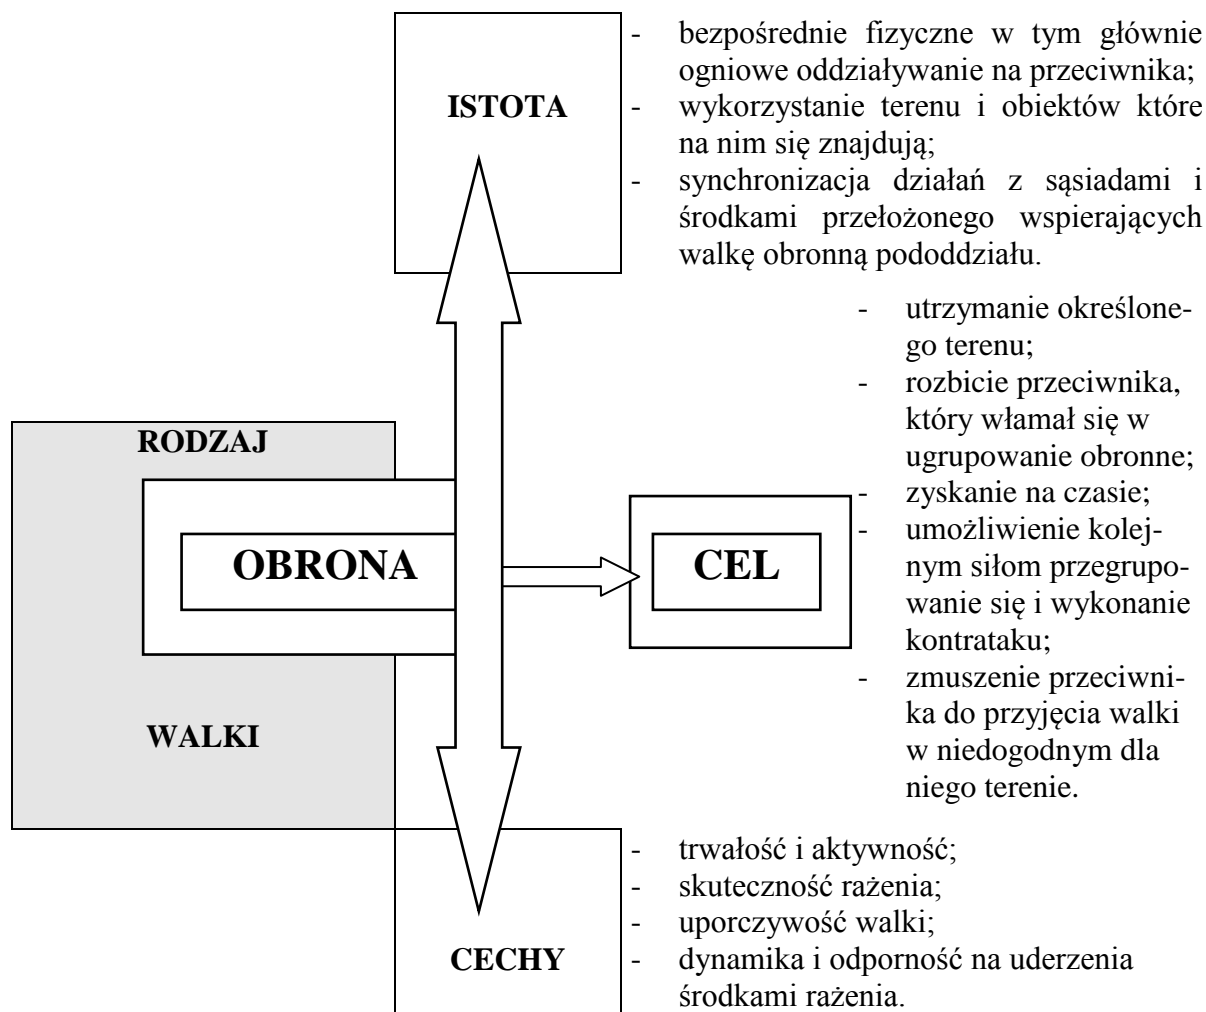 ISTOTA
- bezpośrednie fizyczne w tym głównie
ogniowe oddziaływanie na przeciwnika;
- wykorzystanie terenu i obiektów które
na nim się znajdują;
- synchronizacja działań z sąsiadami i
środkami przełożonego wspierających
walkę obronną pododdziału.
RODZAJ
OBRONA
WALKI
CEL
- utrzymanie określone-
go terenu;
- rozbicie przeciwnika,
który włamał się w
ugrupowanie obronne;
- zyskanie na czasie;
- umożliwienie kolej-
nym siłom przegrupo-
wanie się i wykonanie
kontrataku;
- zmuszenie przeciwni-
ka do przyjęcia walki
w niedogodnym dla
niego terenie.
CECHY
- trwałość i aktywność;
- skuteczność rażenia;
- uporczywość walki;
- dynamika i odporność na uderzenia
środkami rażenia.